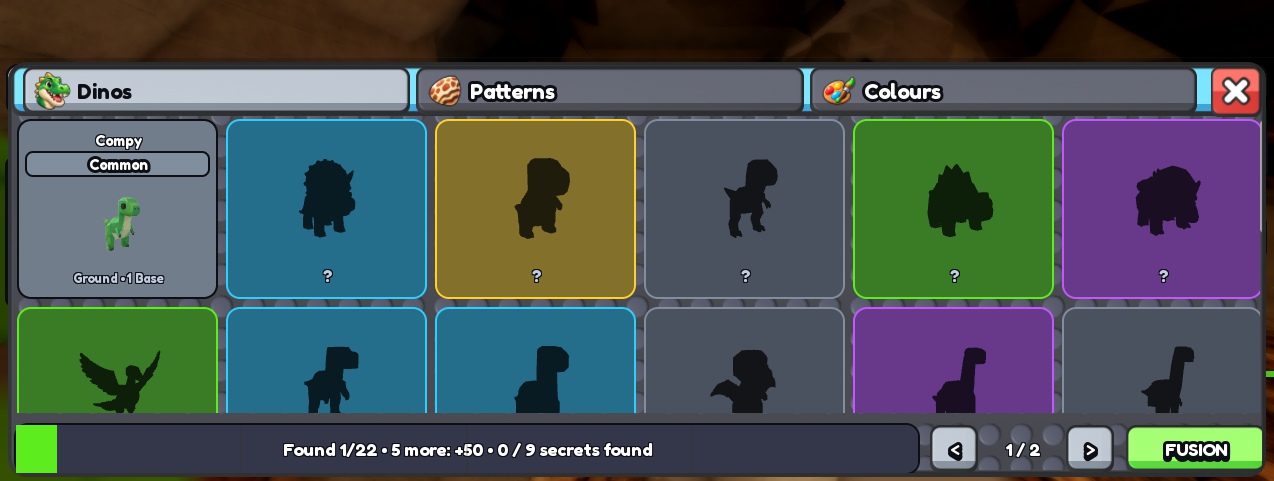 Dinos
Patterns
Colours
Compy
Common
Ground • 1 Base
?
?
?
?
?
Found 1/22 • 5 more: +50 • 0 / 9 secrets found
<
1 / 2
>
FUSION